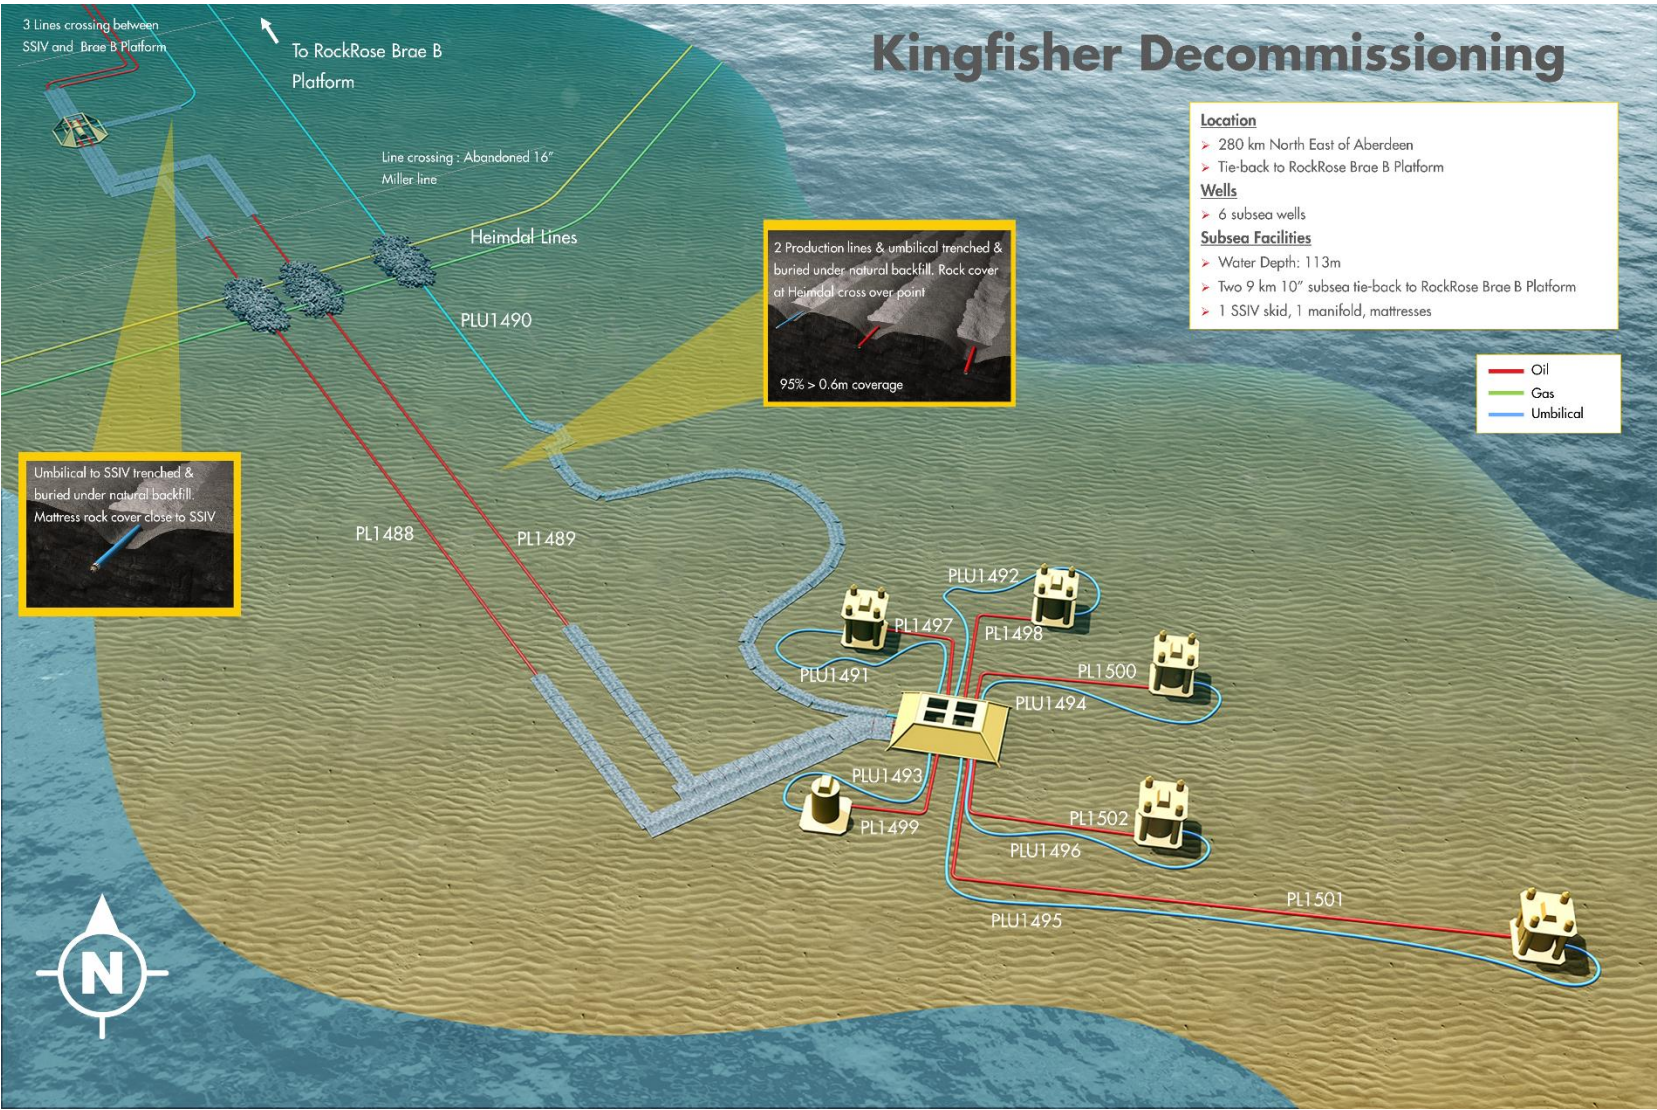 Kingfisher Decommissioning
3 Lines crossing between
SSIV and Brae B Platform
To RockRose Brae B
Platform
Line crossing : Abandoned 16"
Miller line
Heimdal Lines
PLU1490
Location
280 km North East of Aberdeen
Tie-back to RockRose Brae B Platform
Wells
6 subsea wells
Subsea Facilities
Water Depth: 113m
Two 9 km 10" subsea tie-back to RockRose Brae B Platform
1 SSIV skid, 1 manifold, mattresses
Oil
Gas
Umbilical
2 Production lines & umbilical trenched &
buried under natural backfill. Rock cover
at Heimdal cross over point
95% > 0.6m coverage
Umbilical to SSIV trenched &
buried under natural backfill.
Mattress rock cover close to SSIV
PL1488
PL1489
PLU1492
PL1497
PL1498
PLU1491
PL1500
PLU1494
PLU1493
PL1499
PL1502
PLU1496
PL1501
PLU1495
N